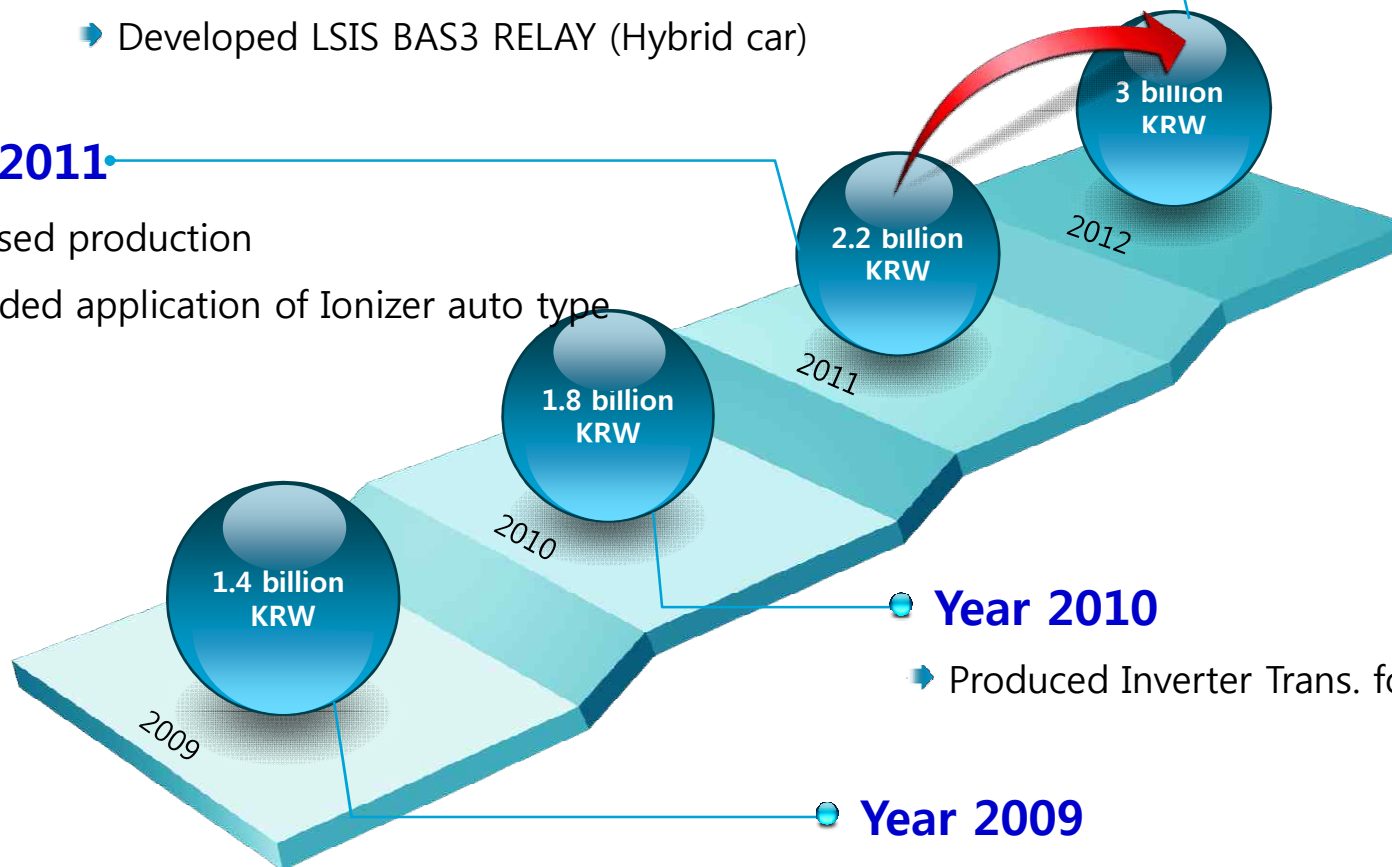 Developed LSIS BAS3 RELAY (Hybrid car)
3 billion
KRW
2011
sed production
ded application of Ionizer auto type
2.2 billion
KRW
2012
2011
1.8 billion
KRW
2010
1.4 billion
KRW
2009
Year 2010
Produced Inverter Trans. fo
Year 2009